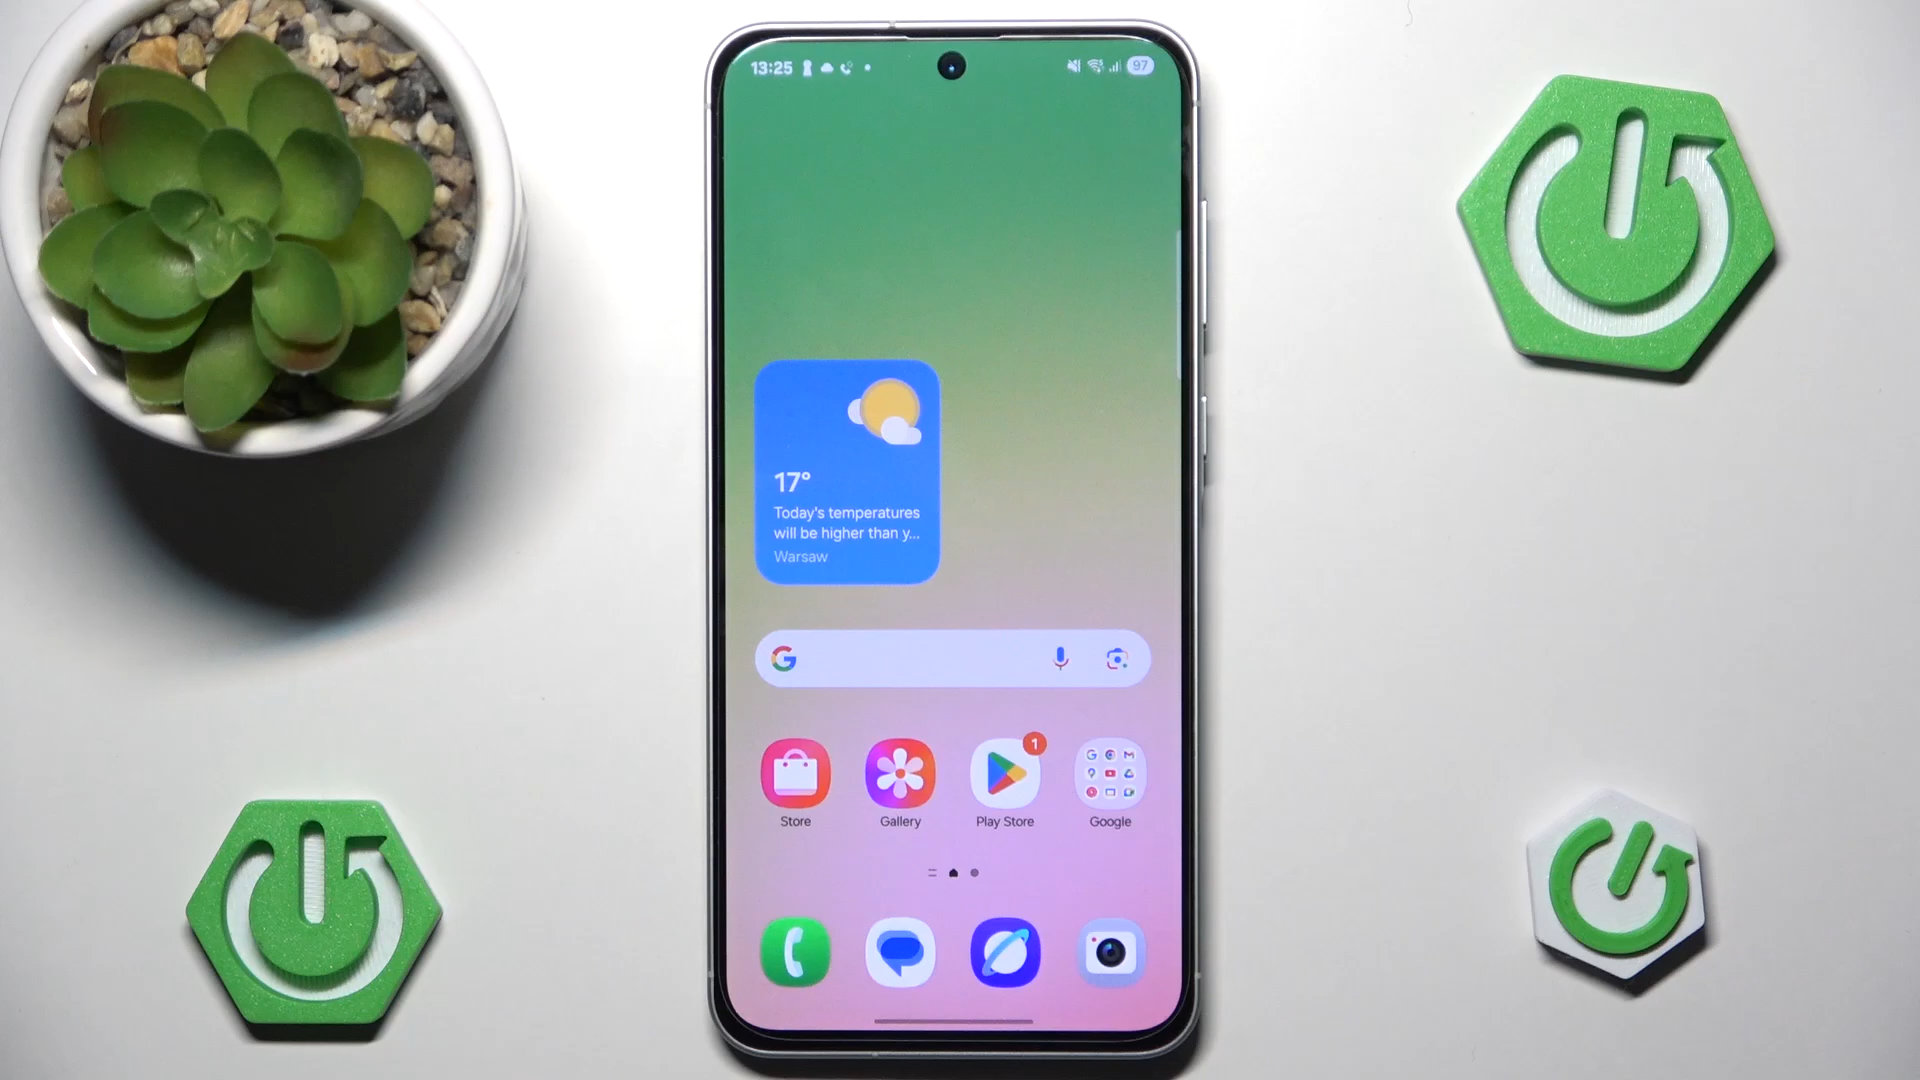 13:25
97
17°
Today's temperatures
will be higher than y...
Warsaw
1
Store
Gallery
Play Store
Google